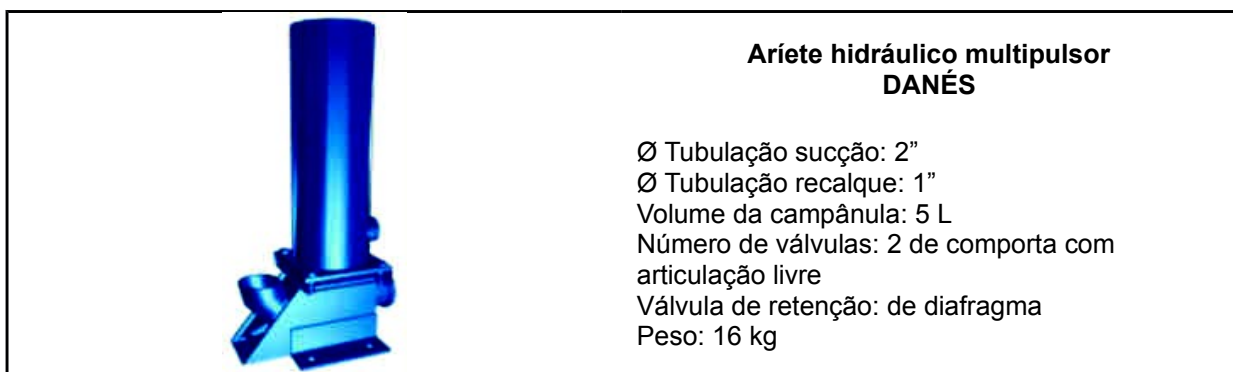 Aríete hidráulico multipulsor
DANÉS
Ø Tubulação sucção: 2”
Ø Tubulação recalque: 1”
Volume da campânula: 5 L
Número de válvulas: 2 de comporta com
articulação livre
Válvula de retenção: de diafragma
Peso: 16 kg